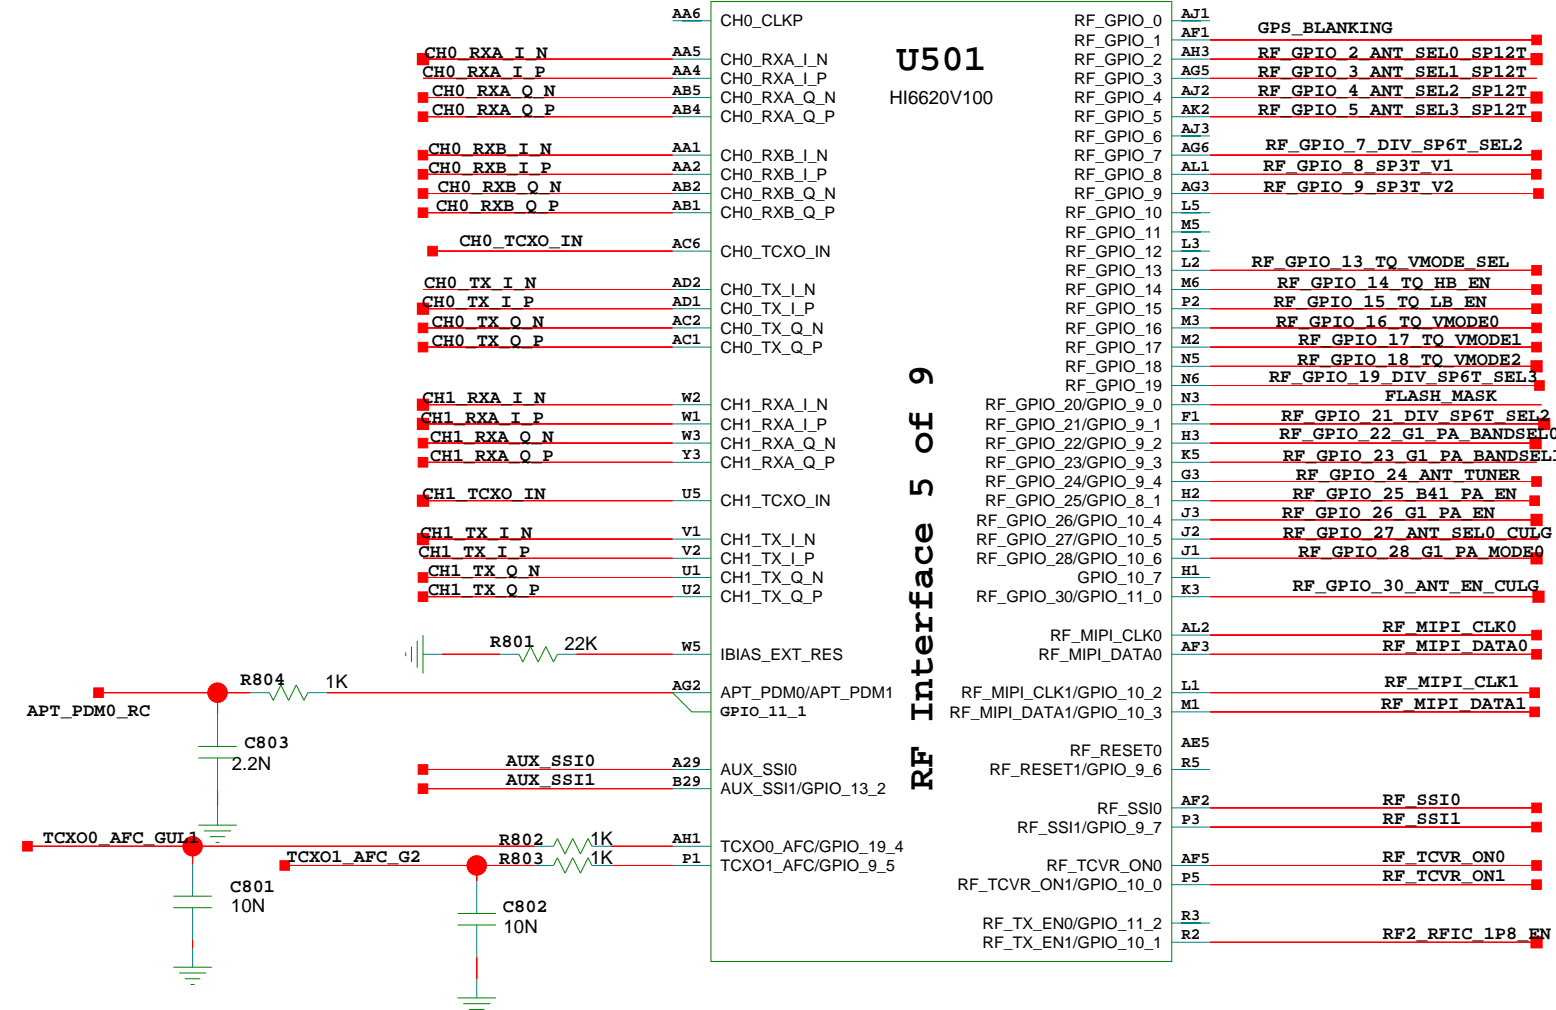 AA6 CH0_CLKP
CH0_RXA_I_N AA5 CH0_RXA_I_N
CH0_RXA_I_P AA4 CH0_RXA_I_P
CH0_RXA_Q_N AB5 CH0_RXA_Q_N
CH0_RXA_Q_P AB4 CH0_RXA_Q_P
CH0_RXB_I_N AA1 CH0_RXB_I_N
CH0_RXB_I_P AA2 CH0_RXB_I_P
CH0_RXB_Q_N AB2 CH0_RXB_Q_N
CH0_RXB_Q_P AB1 CH0_RXB_Q_P
CH0_TCXO_IN AC6 CH0_TCXO_IN
CH0_TX_I_N AD2 CH0_TX_I_N
CH0_TX_I_P AD1 CH0_TX_I_P
CH0_TX_Q_N AC2 CH0_TX_Q_N
CH0_TX_Q_P AC1 CH0_TX_Q_P
CH1_RXA_I_N W2 CH1_RXA_I_N
CH1_RXA_I_P W1 CH1_RXA_I_P
CH1_RXA_Q_N W3 CH1_RXA_Q_N
CH1_RXA_Q_P Y3 CH1_RXA_Q_P
CH1_TCXO_IN U5 CH1_TCXO_IN
CH1_TX_I_N V1 CH1_TX_I_N
CH1_TX_I_P V2 CH1_TX_I_P
CH1_TX_Q_N U1 CH1_TX_Q_N
CH1_TX_Q_P U2 CH1_TX_Q_P
R801 22K W5 IBIAS_EXT_RES
R804 1K AG2 APT_PDM0/APT_PDM1
APT_PDM0_RC GPIO_11_1
C803
2.2N
AUX_SSI0 A29 AUX_SSI0
AUX_SSI1 B29 AUX_SSI1/GPIO_13_2
TCXO0_AFC_GUL1 R802 1K AH1 TCXO0_AFC/GPIO_19_4
TCXO1_AFC_G2 R803 1K P1 TCXO1_AFC/GPIO_9_5
C801
10N
C802
10N
U501
HI6620V100
RF Interface 5 of 9
RF_GPIO_0 AJ1
RF_GPIO_1 AF1 GPS_BLANKING
RF_GPIO_2 AH3 RF_GPIO_2_ANT_SEL0_SP12T
RF_GPIO_3 AG5 RF_GPIO_3_ANT_SEL1_SP12T
RF_GPIO_4 AJ2 RF_GPIO_4_ANT_SEL2_SP12T
RF_GPIO_5 AK2 RF_GPIO_5_ANT_SEL3_SP12T
RF_GPIO_6 AJ3
RF_GPIO_7 AG6 RF_GPIO_7_DIV_SP6T_SEL2
RF_GPIO_8 AL1 RF_GPIO_8_SP3T_V1
RF_GPIO_9 AG3 RF_GPIO_9_SP3T_V2
RF_GPIO_10 L5
RF_GPIO_11 M5
RF_GPIO_12 L3
RF_GPIO_13 L2 RF_GPIO_13_TQ_VMODE_SEL
RF_GPIO_14 M6 RF_GPIO_14_TQ_HB_EN
RF_GPIO_15 P2 RF_GPIO_15_TQ_LB_EN
RF_GPIO_16 M3 RF_GPIO_16_TQ_VMODE0
RF_GPIO_17 M2 RF_GPIO_17_TQ_VMODE1
RF_GPIO_18 N5 RF_GPIO_18_TQ_VMODE2
RF_GPIO_19 N6 RF_GPIO_19_DIV_SP6T_SEL3
RF_GPIO_20/GPIO_9_0 N3 FLASH_MASK
RF_GPIO_21/GPIO_9_1 F1 RF_GPIO_21_DIV_SP6T_SEL2
RF_GPIO_22/GPIO_9_2 H3 RF_GPIO_22_G1_PA_BANDSEL0
RF_GPIO_23/GPIO_9_3 K5 RF_GPIO_23_G1_PA_BANDSEL1
RF_GPIO_24/GPIO_9_4 G3 RF_GPIO_24_ANT_TUNER
RF_GPIO_25/GPIO_8_1 H2 RF_GPIO_25_B41_PA_EN
RF_GPIO_26/GPIO_10_4 J3 RF_GPIO_26_G1_PA_EN
RF_GPIO_27/GPIO_10_5 J2 RF_GPIO_27_ANT_SEL0_CULG
RF_GPIO_28/GPIO_10_6 J1 RF_GPIO_28_G1_PA_MODE0
GPIO_10_7 H1
RF_GPIO_30/GPIO_11_0 K3 RF_GPIO_30_ANT_EN_CULG
RF_MIPI_CLK0 AL2 RF_MIPI_CLK0
RF_MIPI_DATA0 AF3 RF_MIPI_DATA0
RF_MIPI_CLK1/GPIO_10_2 L1 RF_MIPI_CLK1
RF_MIPI_DATA1/GPIO_10_3 M1 RF_MIPI_DATA1
RF_RESET0 AE5
RF_RESET1/GPIO_9_6 R5
RF_SSI0 AF2 RF_SSI0
RF_SSI1/GPIO_9_7 P3 RF_SSI1
RF_TCVR_ON0 AF5 RF_TCVR_ON0
RF_TCVR_ON1/GPIO_10_0 P5 RF_TCVR_ON1
RF_TX_EN0/GPIO_11_2 R3
RF_TX_EN1/GPIO_10_1 R2 RF2_RFIC_1P8_EN